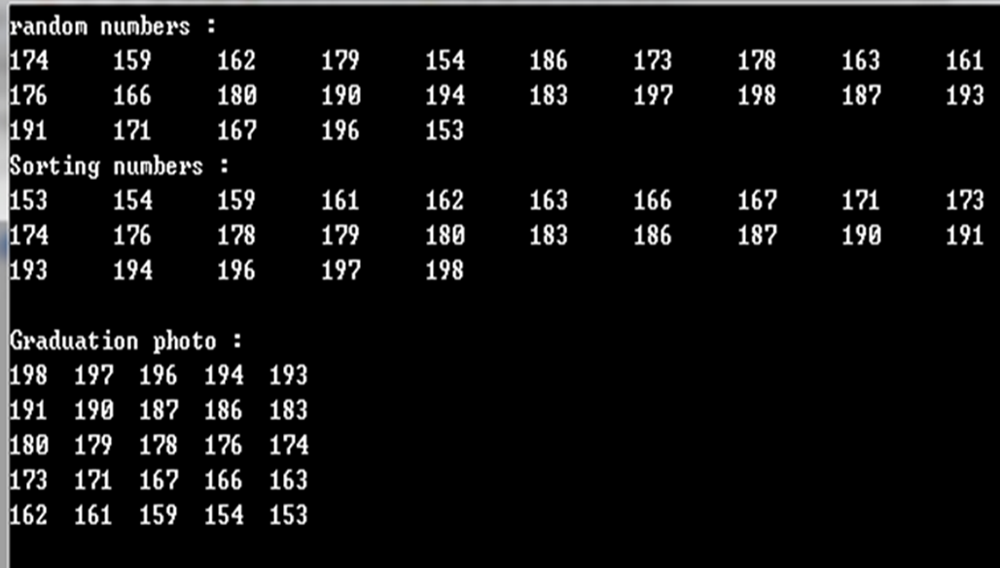 random numbers :
174 159 162 179 154 186 173 178 163 161
176 166 180 190 194 183 197 198 187 193
191 171 167 196 153
Sorting numbers :
153 154 159 161 162 163 166 167 171 173
174 176 178 179 180 183 186 187 190 191
193 194 196 197 198
Graduation photo :
198 197 196 194 193
191 190 187 186 183
180 179 178 176 174
173 171 167 166 163
162 161 159 154 153